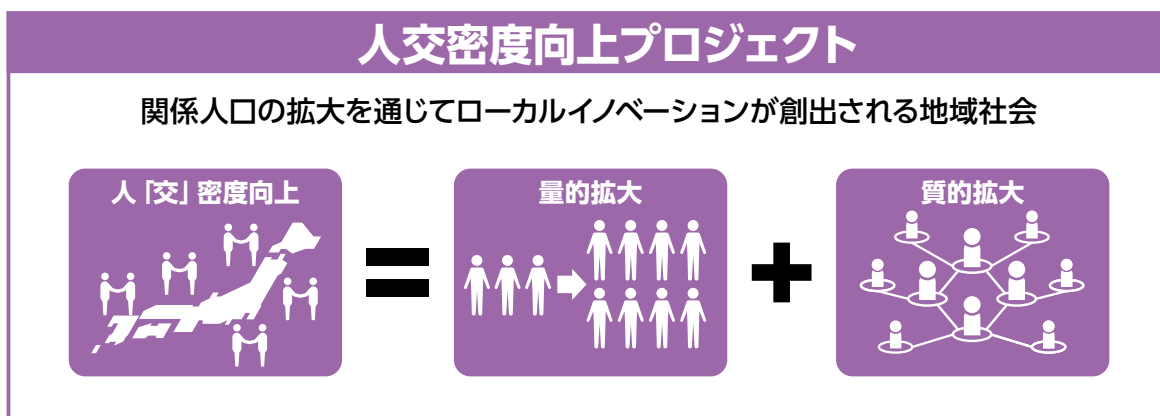 人交密度向上プロジェクト
関係人口の拡大を通じてローカルイノベーションが創出される地域社会
人「交」密度向上
=
量的拡大
+
質的拡大